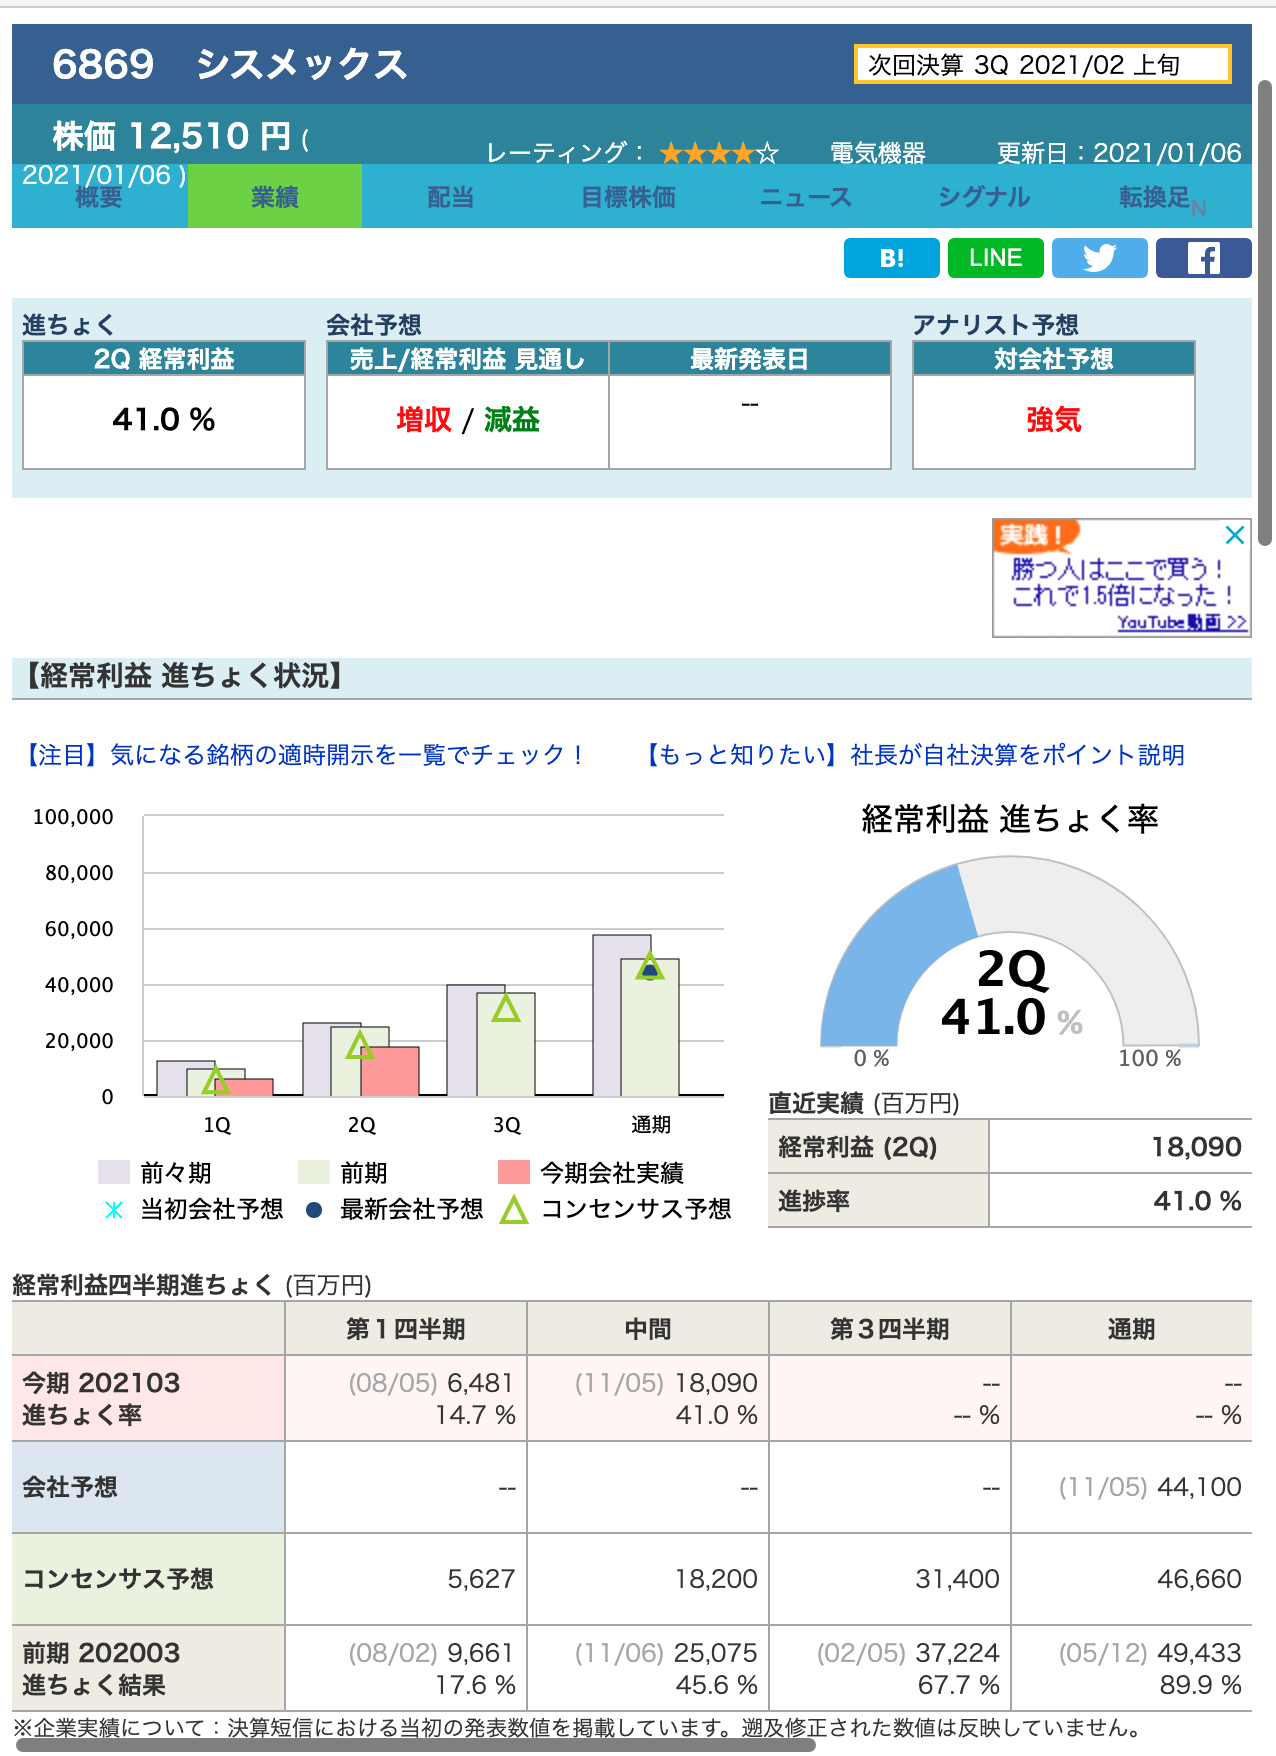 6869 シスメックス
次回決算 3Q 2021/02 上旬
株価 12,510 円 (
2021/01/06 )
レーティング： ★★★★☆ 電気機器 更新日：2021/01/06
概要 業績 配当 目標株価 ニュース シグナル 転換足N
B! LINE
進ちょく 会社予想 アナリスト予想
2Q 経常利益 売上/経常利益 見通し 最新発表日 対会社予想
41.0 % 増収 / 減益 -- 強気
実践！
勝つ人はここで買う！
これで1.5倍になった！
YouTube動画 >>
【経常利益 進ちょく状況】
【注目】気になる銘柄の適時開示を一覧でチェック！ 【もっと知りたい】社長が自社決算をポイント説明
100,000
80,000
60,000
40,000
20,000
0
1Q 2Q 3Q 通期
前々期 前期 今期会社実績
当初会社予想 最新会社予想 コンセンサス予想
経常利益 進ちょく率
2Q
41.0 %
0 % 100 %
直近実績 (百万円)
経常利益 (2Q) 18,090
進捗率 41.0 %
経常利益四半期進ちょく (百万円)
第１四半期 中間 第３四半期 通期
今期 202103 (08/05) 6,481 (11/05) 18,090 -- --
進ちょく率 14.7 % 41.0 % -- % -- %
会社予想 -- -- -- (11/05) 44,100
コンセンサス予想 5,627 18,200 31,400 46,660
前期 202003 (08/02) 9,661 (11/06) 25,075 (02/05) 37,224 (05/12) 49,433
進ちょく結果 17.6 % 45.6 % 67.7 % 89.9 %
※企業実績について：決算短信における当初の発表数値を掲載しています。遡及修正された数値は反映していません。